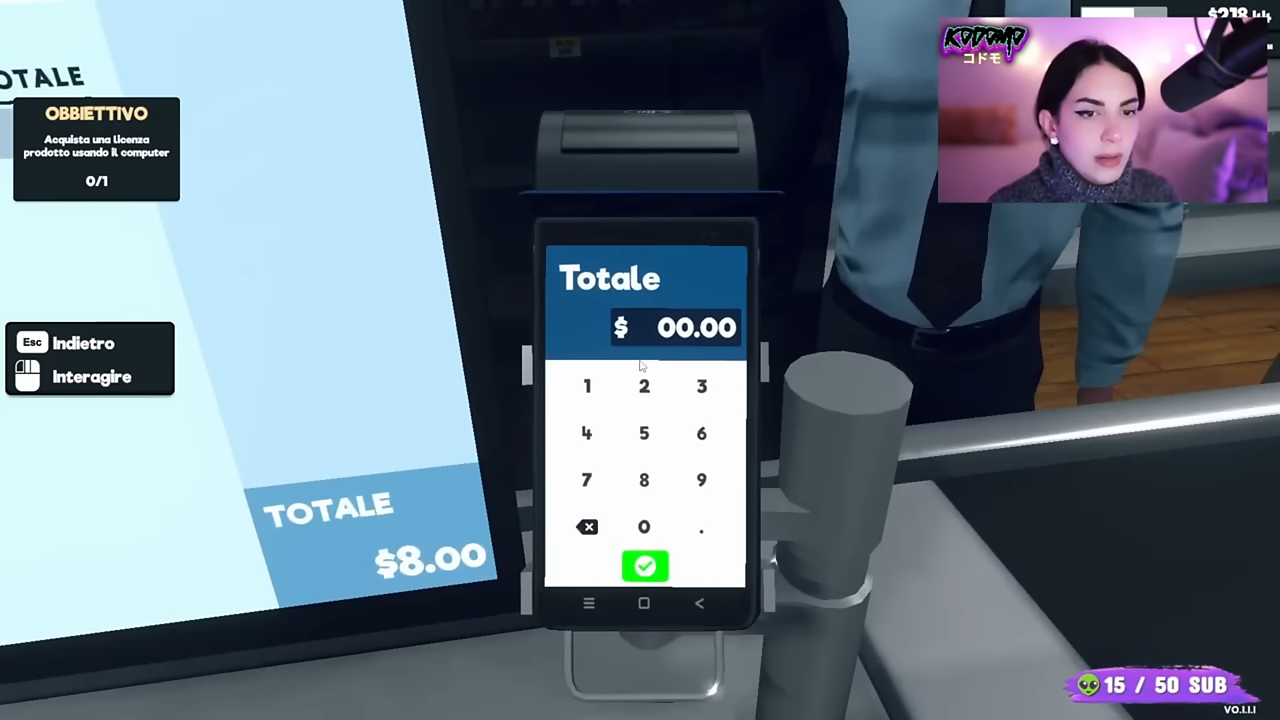 OTALE
OBBIETTIVO
Acquista una licenza
prodotto usando il computer
0/1
Esc Indietro
Interagire
TOTALE
$8.00
Totale
$ 00.00
1 2 3
4 5 6
7 8 9
0 .
KODOMO
コドモ
15 / 50 SUB
V0.1.1.1